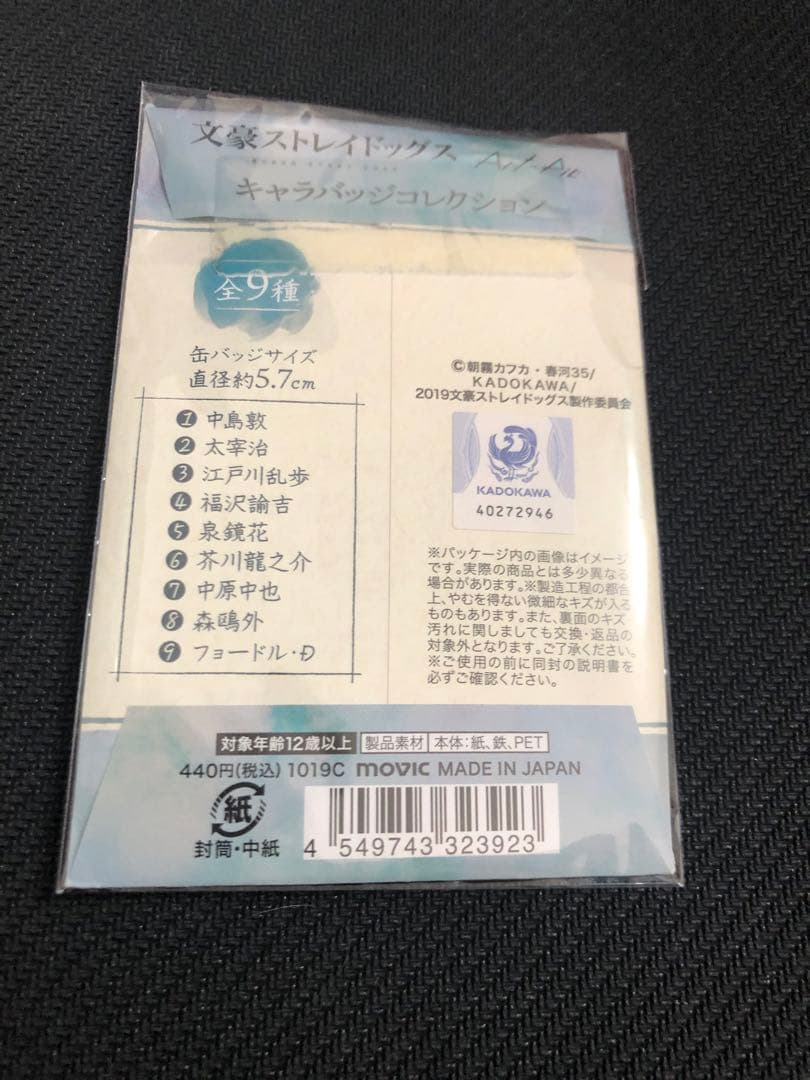 文豪ストレイドッグス Art-Pic
BUNGO STRAY DOGS
キャラバッジコレクション
全9種
缶バッジサイズ
直径約5.7cm
1 中島敦
2 太宰治
3 江戸川乱歩
4 福沢諭吉
5 泉鏡花
6 芥川龍之介
7 中原中也
8 森鴎外
9 フョードル・D
©朝霧カフカ・春河35/
KADOKAWA/
2019文豪ストレイドッグス製作委員会
KADOKAWA
40272946
※パッケージ内の画像はイメージ
です。実際の商品とは多少異なる
場合があります。※製造工程の都合
上、やむを得ない微細なキズが入る
ものもあります。また、裏面のキズ
汚れに関しましても交換・返品の
対象外となります。ご了承ください。
※ご使用の前に同封の説明書を
必ずご確認ください。
対象年齢12歳以上 製品素材 本体:紙、鉄、PET
440円(税込) 1019C movic MADE IN JAPAN
紙
封筒・中紙
4 549743 323923